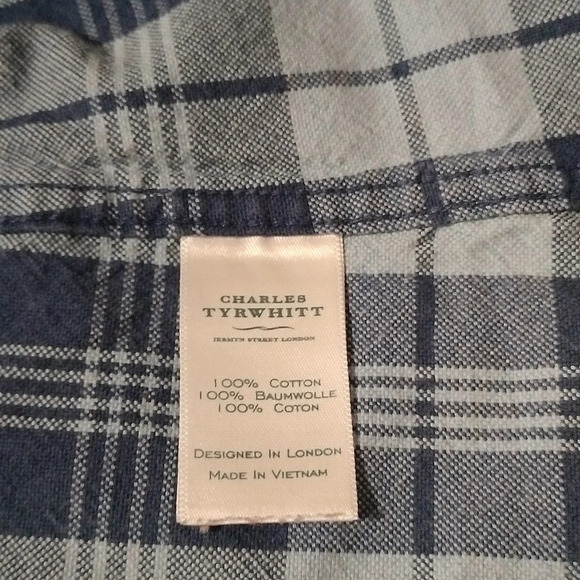 CHARLES
TYRWHITT
JERMYN STREET LONDON
100% COTTON
100% BAUMWOLLE
100% COTON
DESIGNED IN LONDON
MADE IN VIETNAM